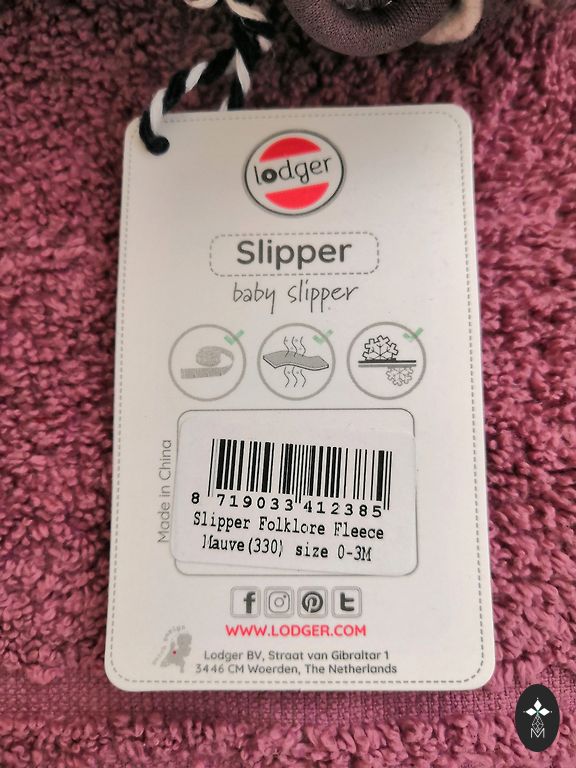 lodger
Slipper
baby slipper
Made in China
8 719033 412385
Slipper Folklore Fleece
Mauve(330) size 0-3M
WWW.LODGER.COM
Lodger BV, Straat van Gibraltar 1
3446 CM Woerden, The Netherlands